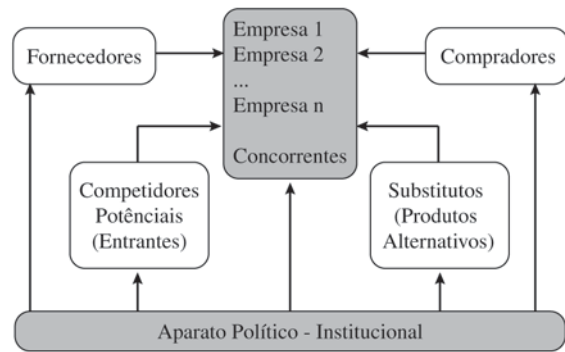 Fornecedores
Empresa 1
Empresa 2
...
Empresa n
Concorrentes
Compradores
Competidores
Potênciais
(Entrantes)
Substitutos
(Produtos
Alternativos)
Aparato Político - Institucional